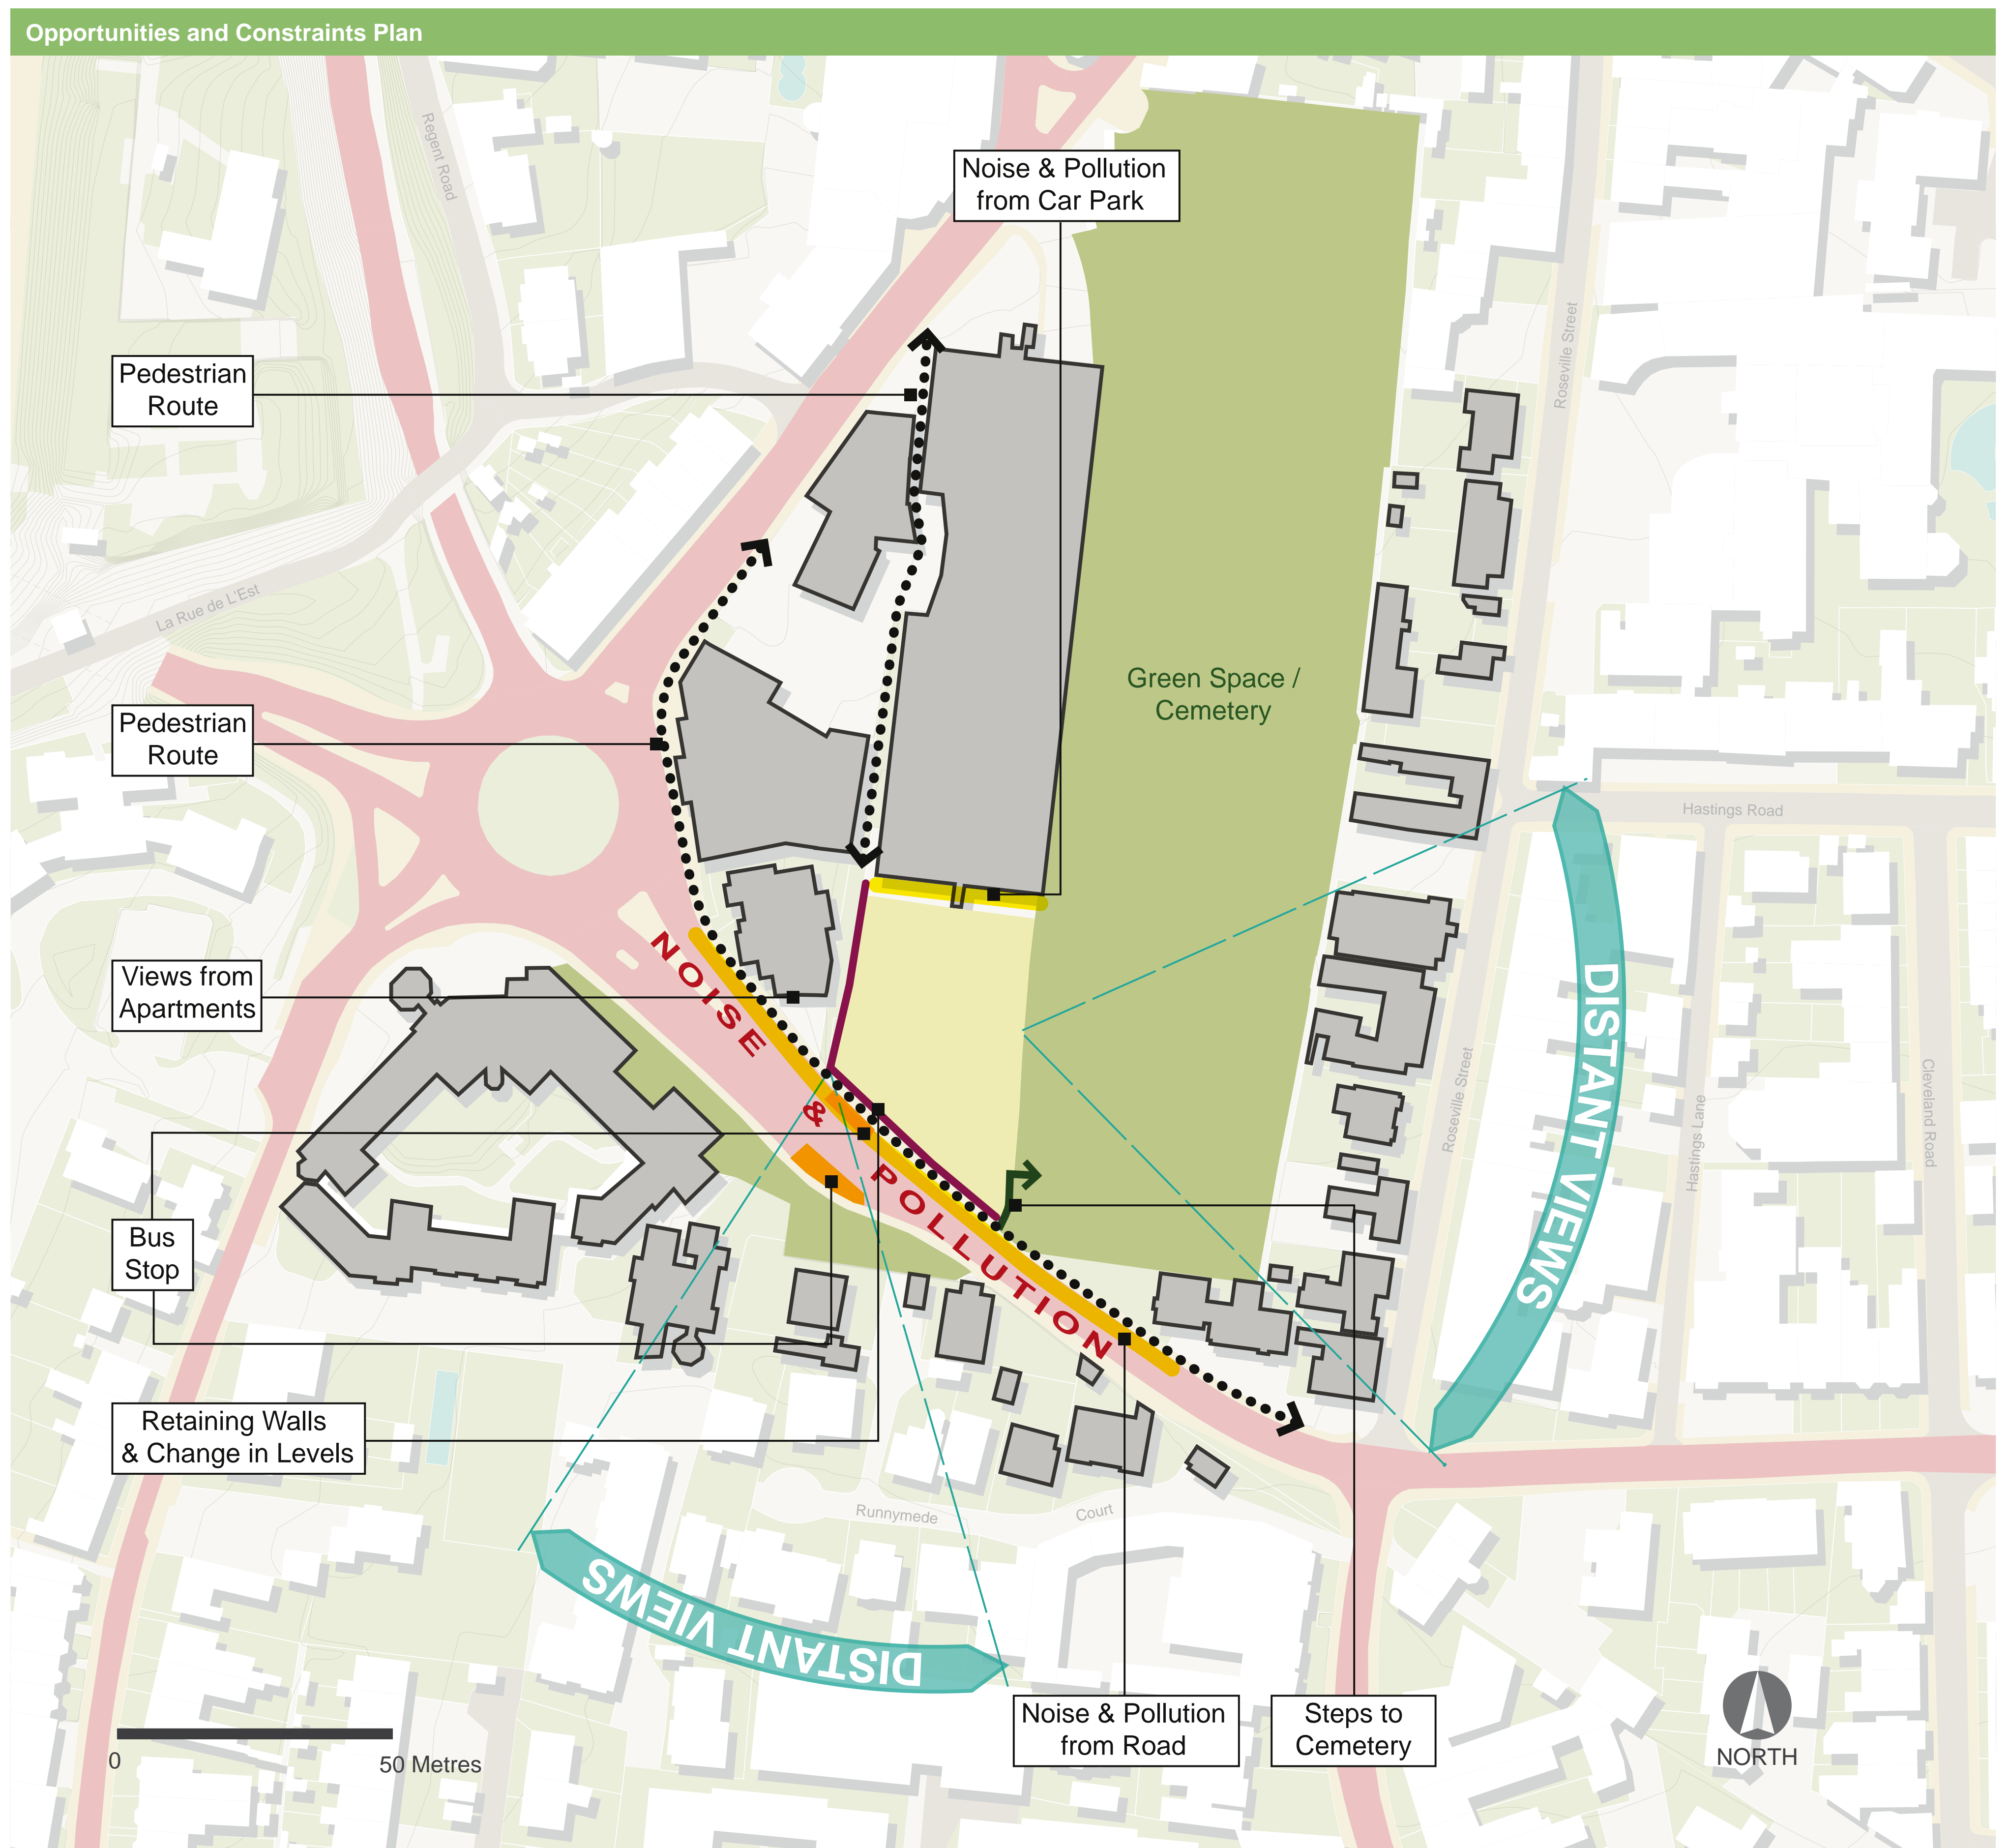 Opportunities and Constraints Plan
Regent Road
Noise & Pollution
from Car Park
Roseville Street
Pedestrian
Route
La Rue de L'Est
Green Space /
Cemetery
Pedestrian
Route
Hastings Road
Views from
Apartments
NOISE
&
POLLUTION
DISTANT VIEWS
Roseville Street
Hastings Lane
Cleveland Road
Bus
Stop
Retaining Walls
& Change in Levels
Runnymede
Court
DISTANT VIEWS
Noise & Pollution
from Road
Steps to
Cemetery
0
50 Metres
NORTH